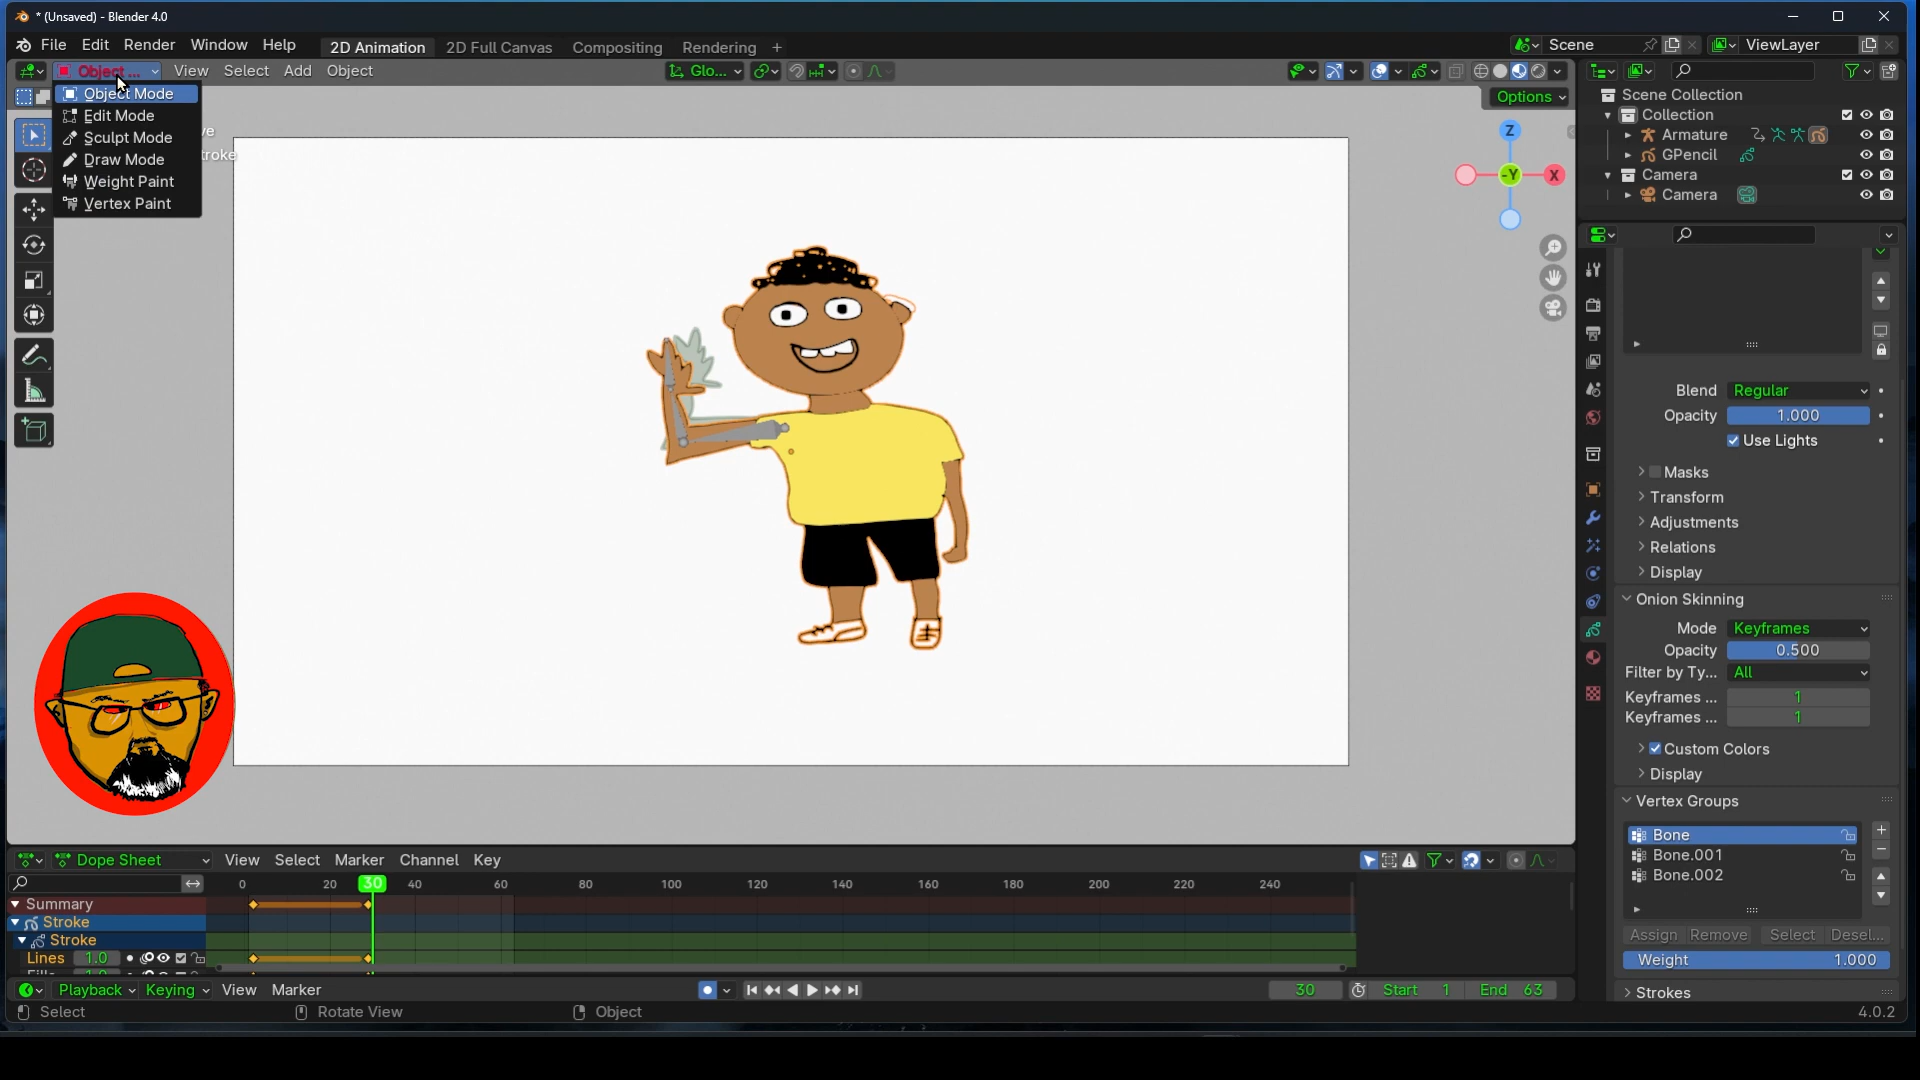 * (Unsaved) - Blender 4.0
File Edit Render Window Help 2D Animation 2D Full Canvas Compositing Rendering + Scene ViewLayer
Object ... View Select Add Object Glo...
Object Mode
Edit Mode
Sculpt Mode
Draw Mode
Weight Paint
Vertex Paint
ve
troke
Options
Z
-Y X
Scene Collection
Collection
Armature
GPencil
Camera
Camera
Blend Regular
Opacity 1.000
Use Lights
Masks
Transform
Adjustments
Relations
Display
Onion Skinning
Mode Keyframes
Opacity 0.500
Filter by Ty... All
Keyframes ... 1
Keyframes ... 1
Custom Colors
Display
Vertex Groups
Bone
Bone.001
Bone.002
Assign Remove Select Desel...
Weight 1.000
Strokes
Dope Sheet View Select Marker Channel Key
0 20 30 40 60 80 100 120 140 160 180 200 220 240
Summary
Stroke
Stroke
Lines 1.0
Playback Keying View Marker 30 Start 1 End 63
Select Rotate View Object 4.0.2